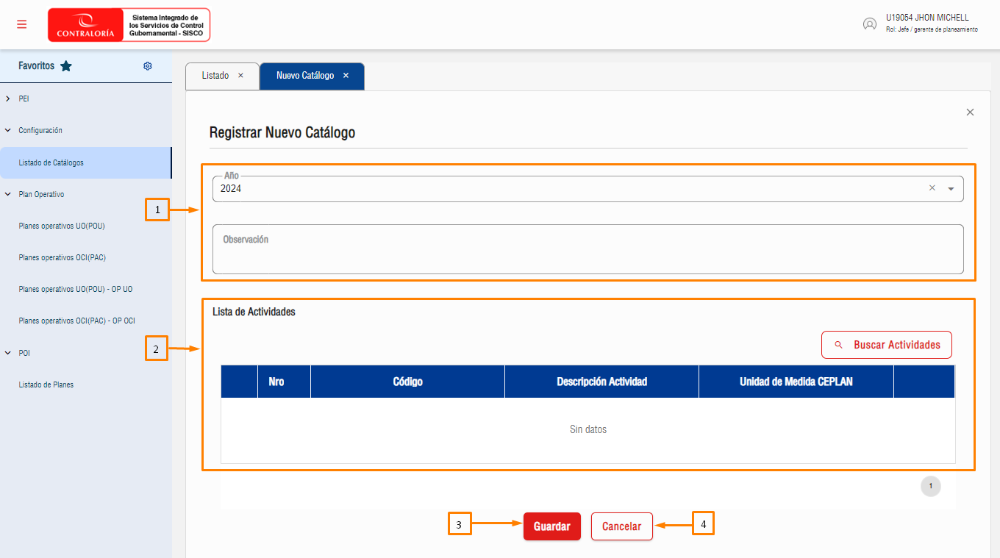 CONTRALORÍA
Sistema Integrado de
los Servicios de Control
Gubernamental - SISCO
U19054 JHON MICHELL
Rol: Jefe / gerente de planeamiento
Favoritos
PEI
Configuración
Listado de Catálogos
Plan Operativo
Planes operativos UO(POU)
Planes operativos OCI(PAC)
Planes operativos UO(POU) - OP UO
Planes operativos OCI(PAC) - OP OCI
POI
Listado de Planes
Listado ×
Nuevo Catálogo ×
Registrar Nuevo Catálogo
1
Año
2024
Observación
2
Lista de Actividades
Buscar Actividades
Nro Código Descripción Actividad Unidad de Medida CEPLAN
Sin datos
1
3
Guardar
Cancelar
4